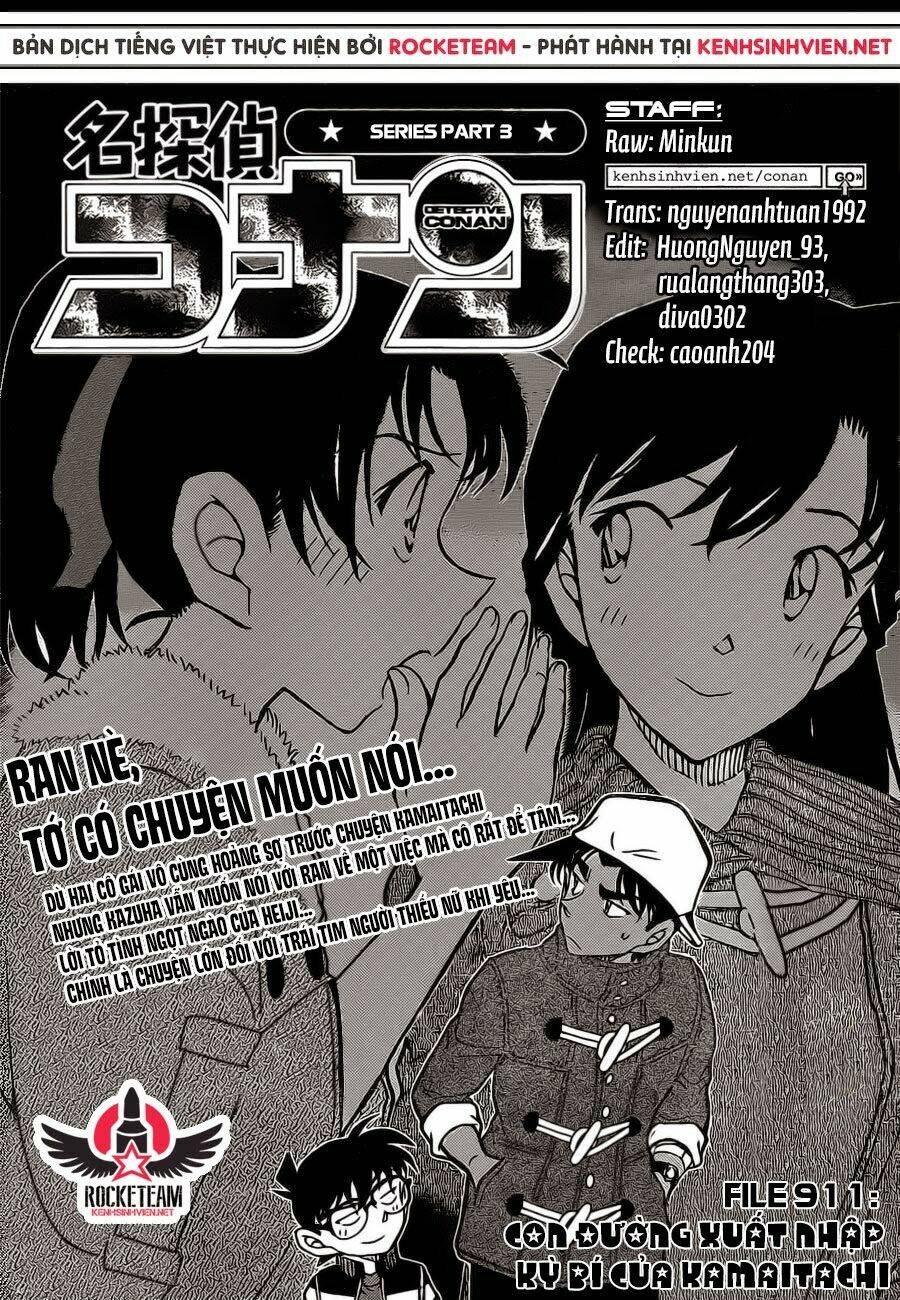 BẢN DỊCH TIẾNG VIỆT THỰC HIỆN BỞI ROCKETEAM - PHÁT HÀNH TẠI KENHSINHVIEN.NET
名探偵
コナン
SERIES PART 3
DETECTIVE
CONAN
STAFF:
Raw: Minkun
kenhsinhvien.net/conan GO»
Trans: nguyenanhtuan1992
Edit: HuongNguyen_93,
rualangthang303,
diva0302
Check: caoanh204
RAN NÈ,
TỚ CÓ CHUYỆN MUỐN NÓI...
DÙ HAI CÔ GÁI VÔ CÙNG HOẢNG SỢ TRƯỚC CHUYỆN KAMAITACHI
NHƯNG KAZUHA VẪN MUỐN NÓI VỚI RAN VỀ MỘT VIỆC MÀ CÔ RẤT ĐỂ TÂM...
LỜI TỎ TÌNH NGỌT NGÀO CỦA HEIJI...
CHÍNH LÀ CHUYỆN LỚN ĐỐI VỚI TRÁI TIM NGƯỜI THIẾU NỮ KHI YÊU...
ROCKETEAM
KENHSINHVIEN.NET
FILE 911:
CON ĐƯỜNG XUẤT NHẬP
KỲ BÍ CỦA KAMAITACHI